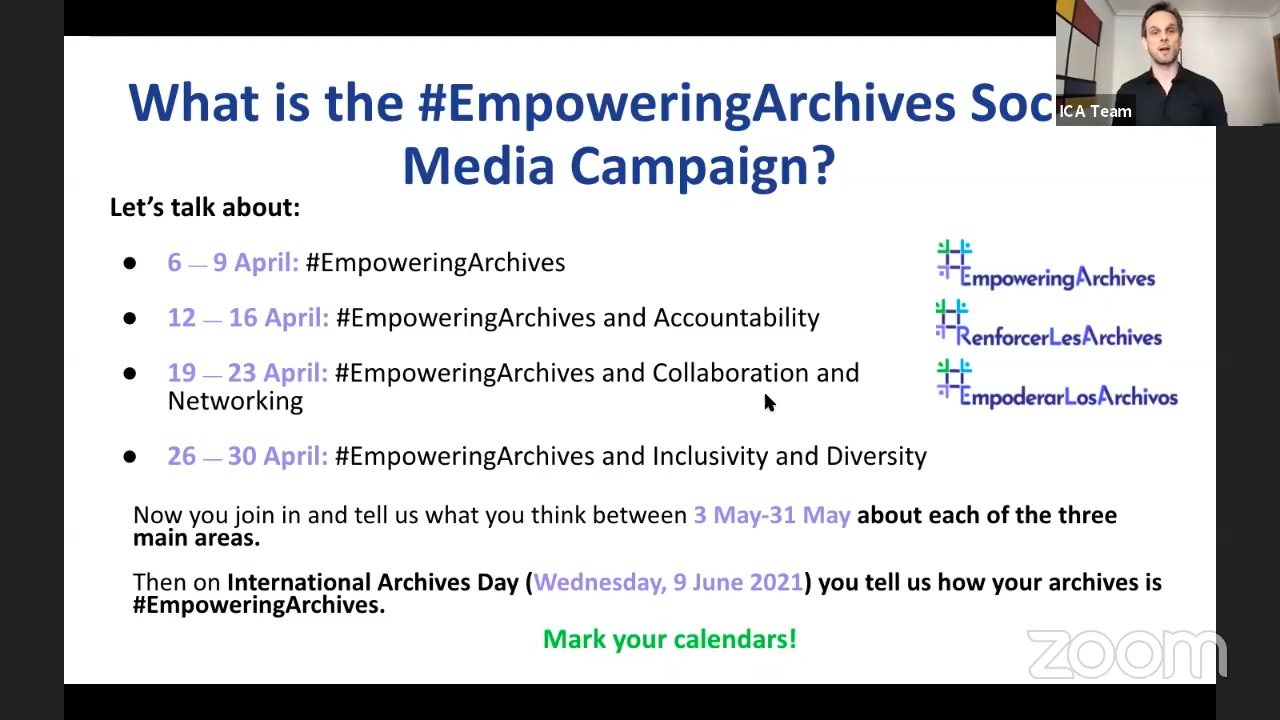 What is the #EmpoweringArchives Soc
Media Campaign?
ICA Team
Let's talk about:
● 6 — 9 April: #EmpoweringArchives
● 12 — 16 April: #EmpoweringArchives and Accountability
● 19 — 23 April: #EmpoweringArchives and Collaboration and
Networking
● 26 — 30 April: #EmpoweringArchives and Inclusivity and Diversity
#EmpoweringArchives
#RenforcerLesArchives
#EmpoderarLosArchivos
Now you join in and tell us what you think between 3 May-31 May about each of the three
main areas.
Then on International Archives Day (Wednesday, 9 June 2021) you tell us how your archives is
#EmpoweringArchives.
Mark your calendars!
zoom